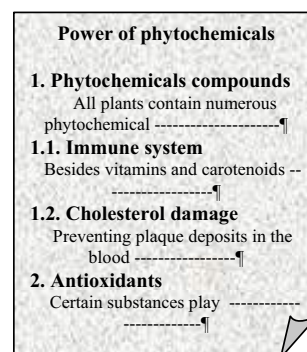 Power of phytochemicals
1. Phytochemicals compounds
All plants contain numerous
phytochemical ---------------------¶
1.1. Immune system
Besides vitamins and carotenoids --
-----------------¶
1.2. Cholesterol damage
Preventing plaque deposits in the
blood -----------------¶
2. Antioxidants
Certain substances play ------------
-------------¶